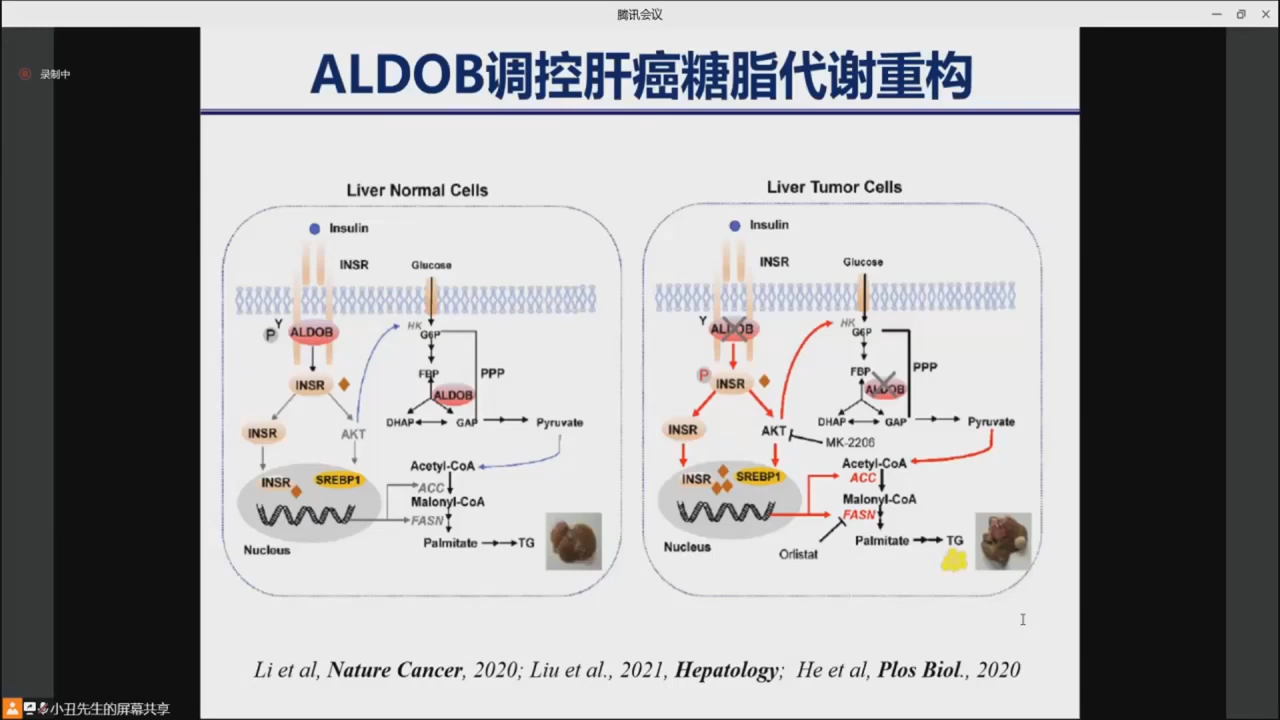 腾讯会议
录制中
ALDOB调控肝癌糖脂代谢重构
Liver Normal Cells
Insulin
INSR
Glucose
Y
P
ALDOB
HK
G6P
FBP
PPP
INSR
ALDOB
DHAP
GAP
Pyruvate
INSR
AKT
Acetyl-CoA
INSR
SREBP1
ACC
Malonyl-CoA
FASN
Nucleus
Palmitate
TG
Liver Tumor Cells
Insulin
INSR
Glucose
Y
ALDOB
HK
G6P
P
INSR
FBP
PPP
ALDOB
DHAP
GAP
Pyruvate
INSR
AKT
MK-2206
Acetyl-CoA
INSR
SREBP1
ACC
Malonyl-CoA
FASN
Nucleus
Orlistat
Palmitate
TG
Li et al, Nature Cancer, 2020; Liu et al., 2021, Hepatology; He et al, Plos Biol., 2020
小丑先生的屏幕共享